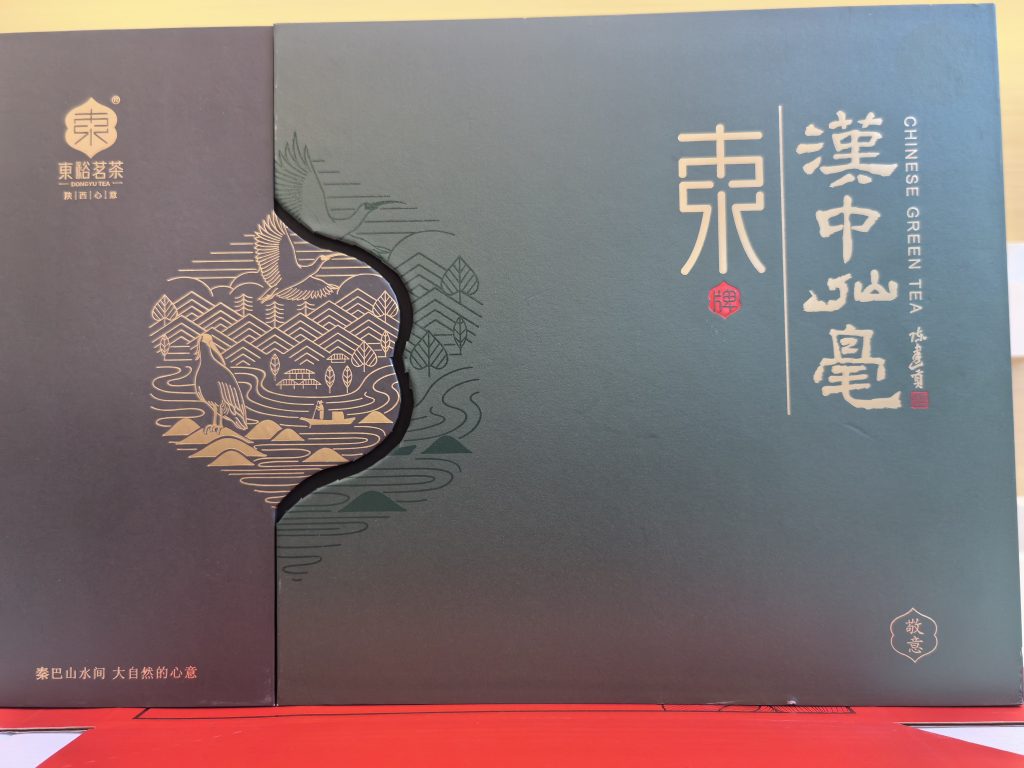 東
®
東裕茗茶
DONGYU TEA
陕|西|心|意
秦巴山水间 大自然的心意
東
牌
漢中仙毫
CHINESE GREEN TEA
敬意